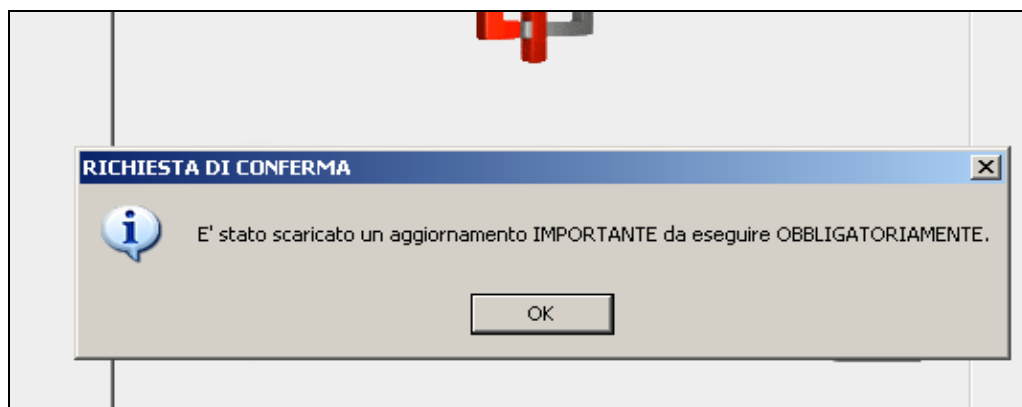 RICHIESTA DI CONFERMA
E' stato scaricato un aggiornamento IMPORTANTE da eseguire OBBLIGATORIAMENTE.
OK